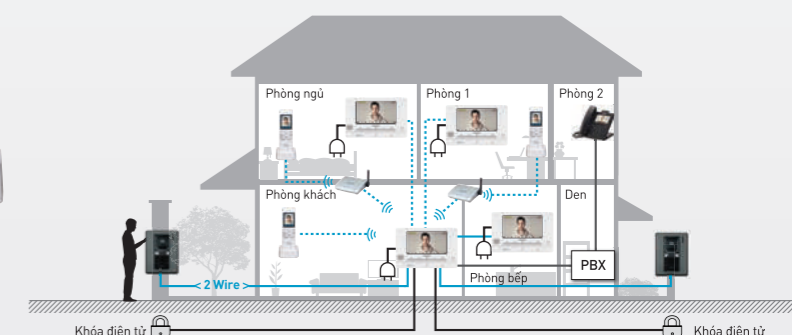 Phòng ngủ
Phòng 1
Phòng 2
Phòng khách
Den
PBX
Phòng bếp
< 2 Wire >
Khóa điện tử
Khóa điện tử